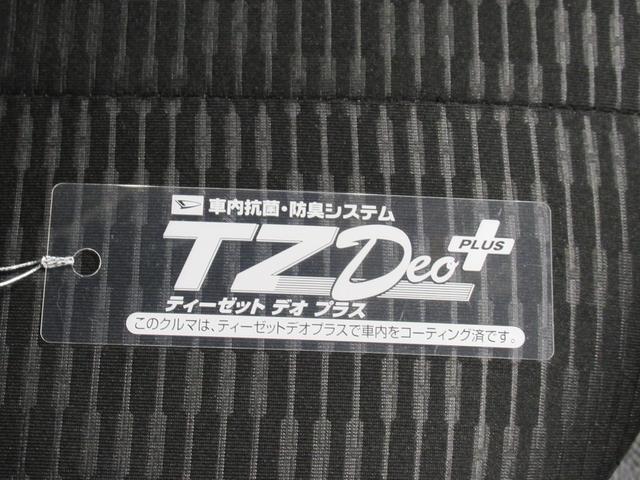 車内抗菌・防臭システム
TZ Deo PLUS
ティーゼット デオ プラス
このクルマは、ティーゼットデオプラスで車内をコーティング済です。